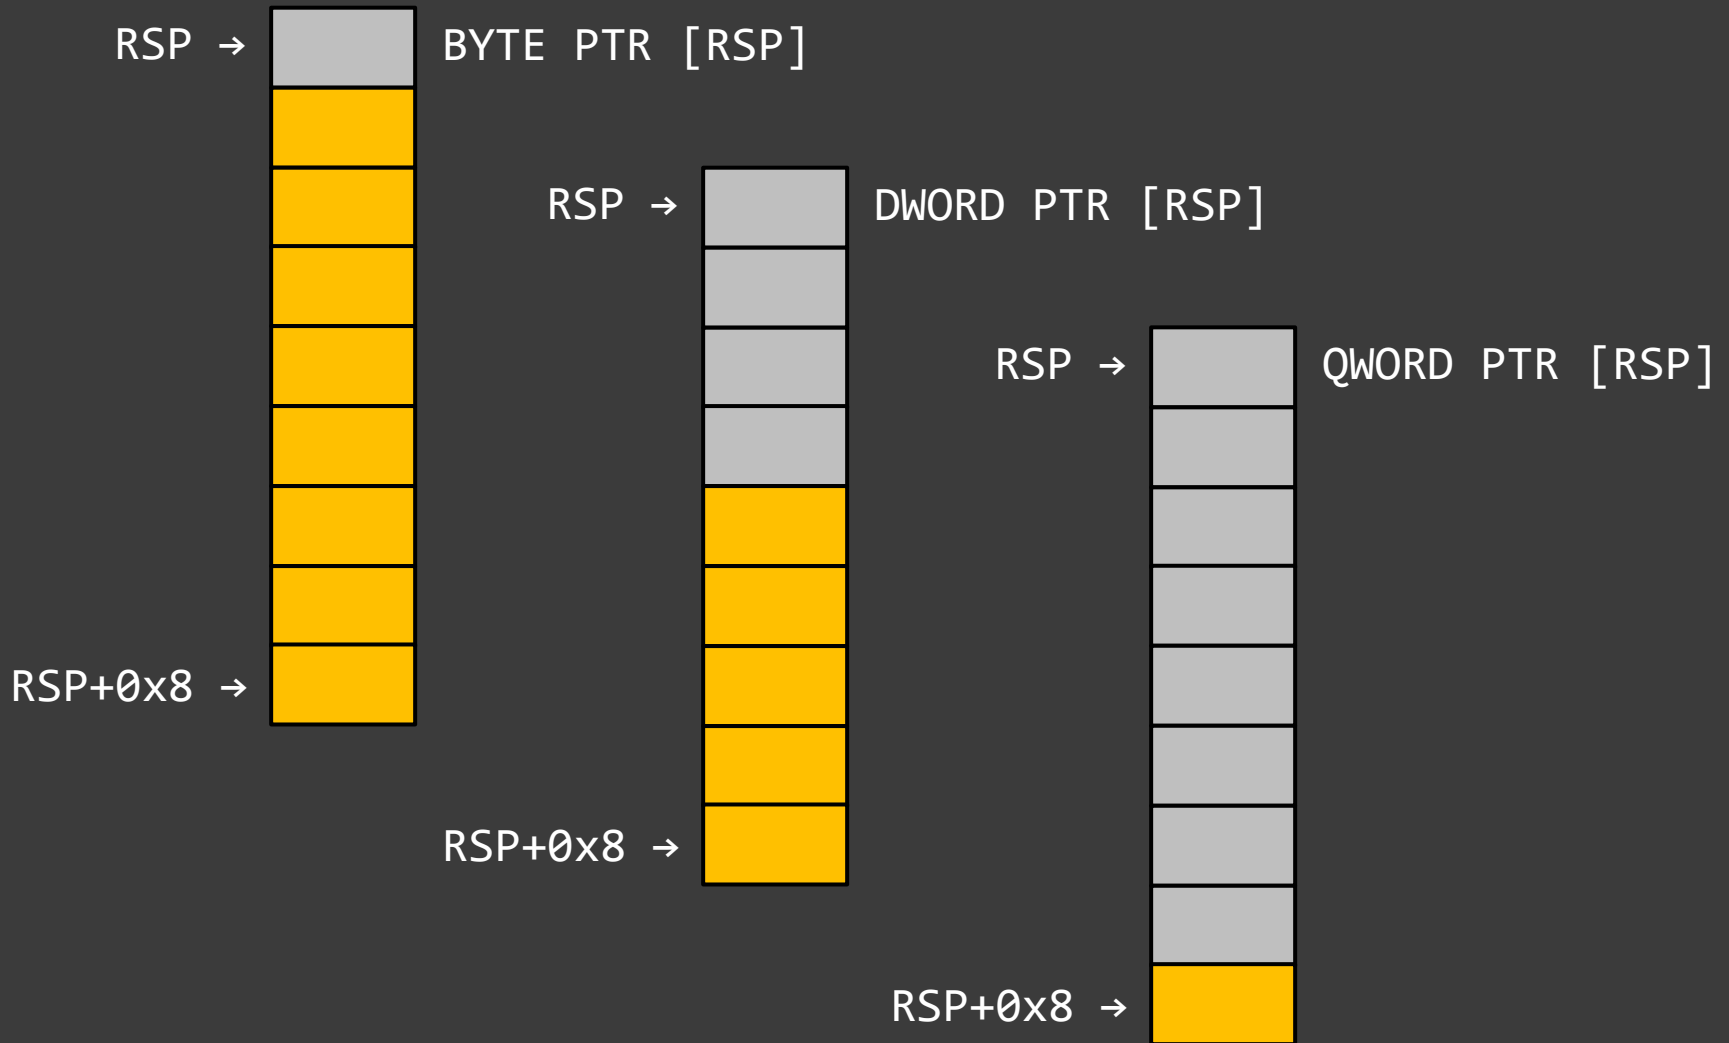 RSP → BYTE PTR [RSP]
RSP → DWORD PTR [RSP]
RSP → QWORD PTR [RSP]
RSP+0x8 →
RSP+0x8 →
RSP+0x8 →